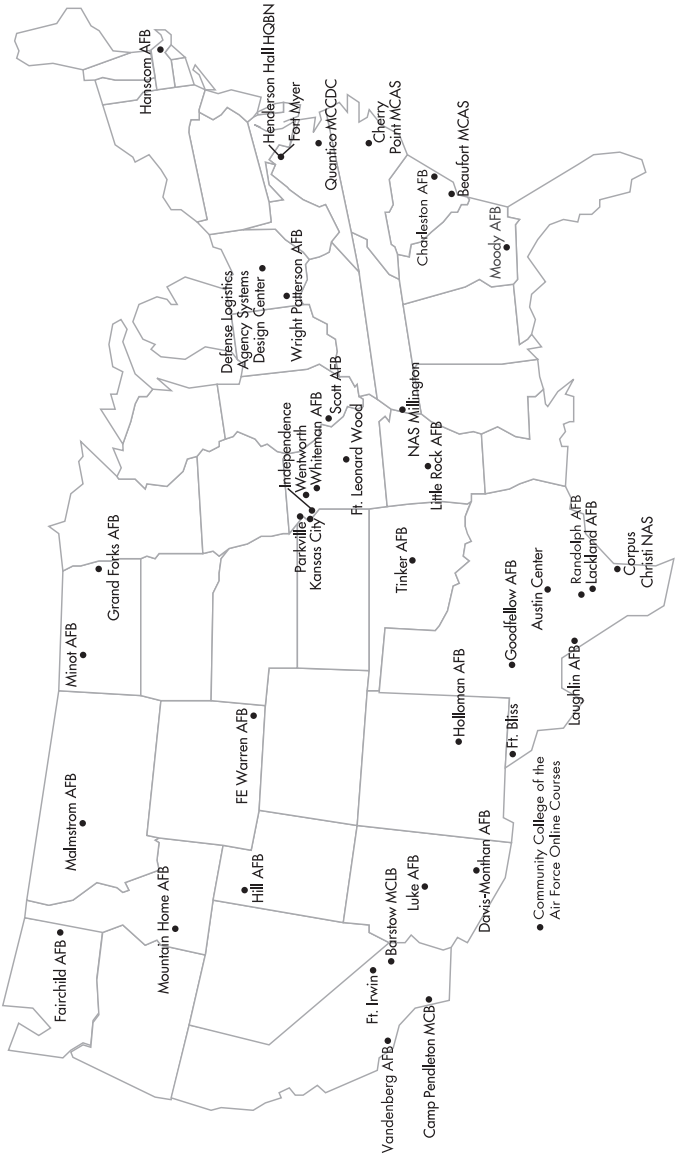 Fairchild AFB
Malmstrom AFB
Minot AFB
Grand Forks AFB
Hanscom AFB
Mountain Home AFB
Hill AFB
FE Warren AFB
Defense Logistics
Agency Systems
Design Center
Wright Patterson AFB
Henderson Hall HQBN
Fort Myer
Quantico MCCDC
Cherry
Point MCAS
Independence
Wentworth
Whiteman AFB
Scott AFB
Parkville
Kansas City
Ft. Leonard Wood
NAS Millington
Little Rock AFB
Charleston AFB
Beaufort MCAS
Moody AFB
Ft. Irwin
Barstow MCLB
Vandenberg AFB
Camp Pendleton MCB
Luke AFB
Davis-Monthan AFB
Holloman AFB
Ft. Bliss
Tinker AFB
Goodfellow AFB
Austin Center
Laughlin AFB
Randolph AFB
Lackland AFB
Corpus
Christi NAS
Community College of the
Air Force Online Courses